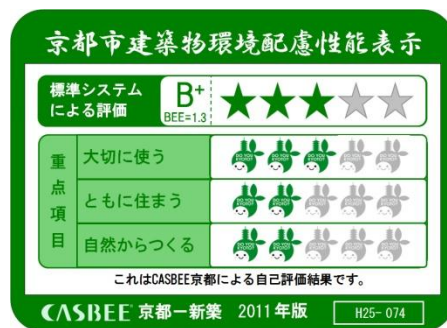 京都市建築物環境配慮性能表示
標準システム
による評価
B+
BEE=1.3
重点項目
大切に使う
ともに住まう
自然からつくる
これはCASBEE京都による自己評価結果です。
CASBEE® 京都ー新築 2011年版
H25-074